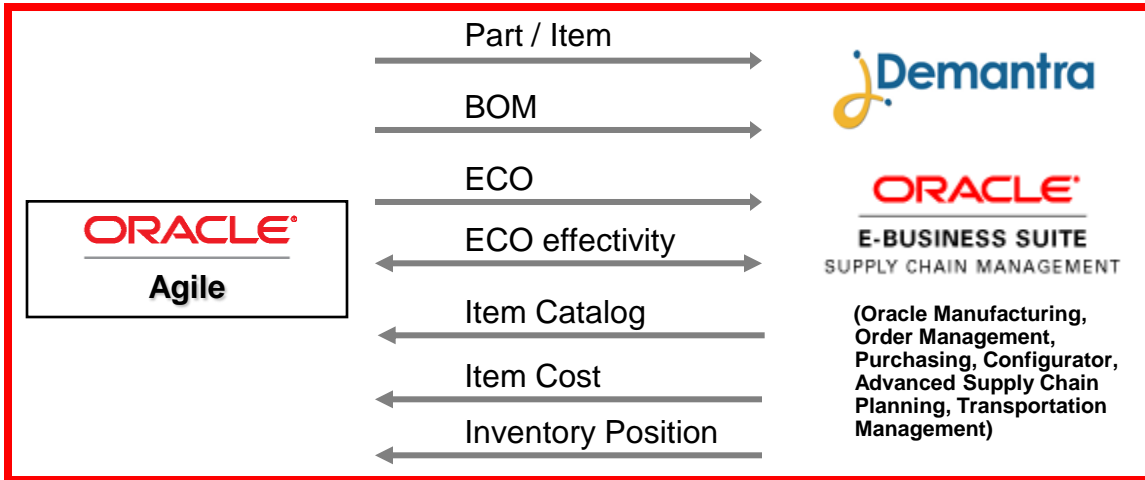 Part / Item
BOM
ECO
ECO effectivity
Item Catalog
Item Cost
Inventory Position
ORACLE®
Agile
Demantra
ORACLE®
E-BUSINESS SUITE
SUPPLY CHAIN MANAGEMENT
(Oracle Manufacturing,
Order Management,
Purchasing, Configurator,
Advanced Supply Chain
Planning, Transportation
Management)